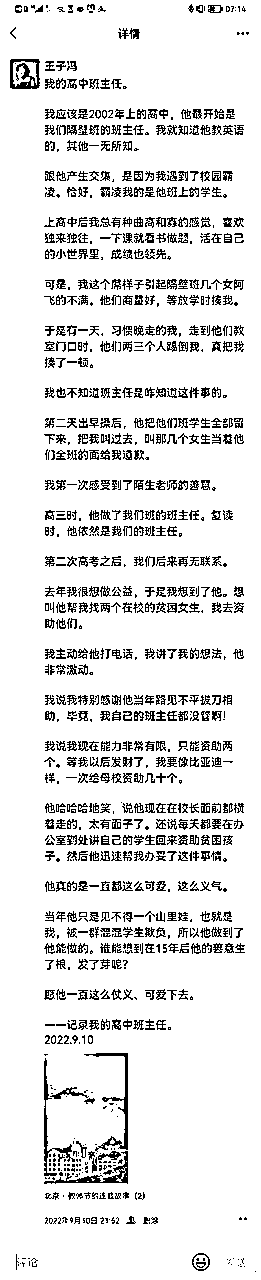 07:14
详情
王子冯
我的高中班主任。
我应该是2002年上的高中，他最开始是
我们隔壁班的班主任。我就知道他教英语
的，其他一无所知。
跟他产生交集，是因为我遇到了校园霸
凌。恰好，霸凌我的是他班上的学生。
上高中后我总有种曲高和寡的感觉，喜欢
独来独往，一下课就看书做题，活在自己
的小世界里，成绩也较先。
可是，我这个屌样子引起隔壁班几个女阿
飞的不满。他们商量好，等放学时揍我。
于是有一天，习惯晚走的我，走到他们教
室门口时，他们两三个人踢倒我，真把我
揍了一顿。
我也不知道班主任是咋知道这件事的。
第二天出早操后，他把他们班学生全部留
下来，把我叫过去，叫那几个女生当着他
们全班的面给我道歉。
我第一次感受到了陌生老师的善意。
高三时，他做了我们班的班主任。复读
时，他依然是我们的班主任。
第二次高考之后，我们后来再无联系。
去年我很想做公益，于是我想到了他。想
叫他帮我找两个在校的贫困女生，我去资
助他们。
我主动给他打电话，我讲了我的想法，他
非常激动。
我说我特别感谢他当年路见不平拔刀相
助，毕竟，我自己的班主任都没管啊！
我说我现在能力非常有限，只能资助两
个。等我以后发财了，我要像比亚迪一
样，一次给母校资助几十个。
他哈哈哈地笑，说他现在在校长面前都横
着走的，太有面子了。还说每天都要在办
公室到处讲自己的学生回来资助贫困孩
子。然后他迅速帮我办妥了这件事情。
他真的是一直都这么可爱，这么义气。
当年他只是见不得一个山里娃，也就是
我，被一群混混学生欺负，所以他做到了
他能做的。谁能想到在15年后他的善意生
了根，发了芽呢？
愿他一直这么仗义、可爱下去。
——记录我的高中班主任。
2022.9.10
北京·教师节的连载故事（2）
2022年9月10日 23:52 删除
评论